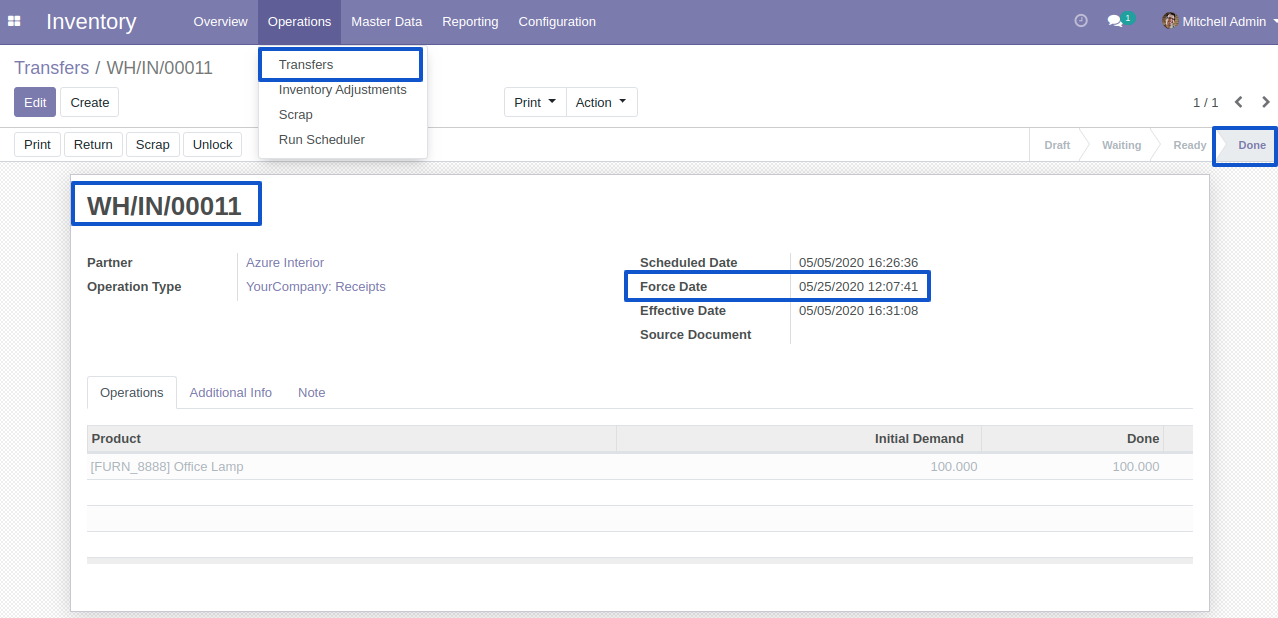 Inventory Overview Operations Master Data Reporting Configuration 1 Mitchell Admin
Transfers
Inventory Adjustments
Scrap
Run Scheduler
Transfers / WH/IN/00011
Edit Create Print Action 1 / 1
Print Return Scrap Unlock Draft Waiting Ready Done
WH/IN/00011
Partner Azure Interior Scheduled Date 05/05/2020 16:26:36
Operation Type YourCompany: Receipts Force Date 05/25/2020 12:07:41
Effective Date 05/05/2020 16:31:08
Source Document
Operations Additional Info Note
Product Initial Demand Done
[FURN_8888] Office Lamp 100.000 100.000